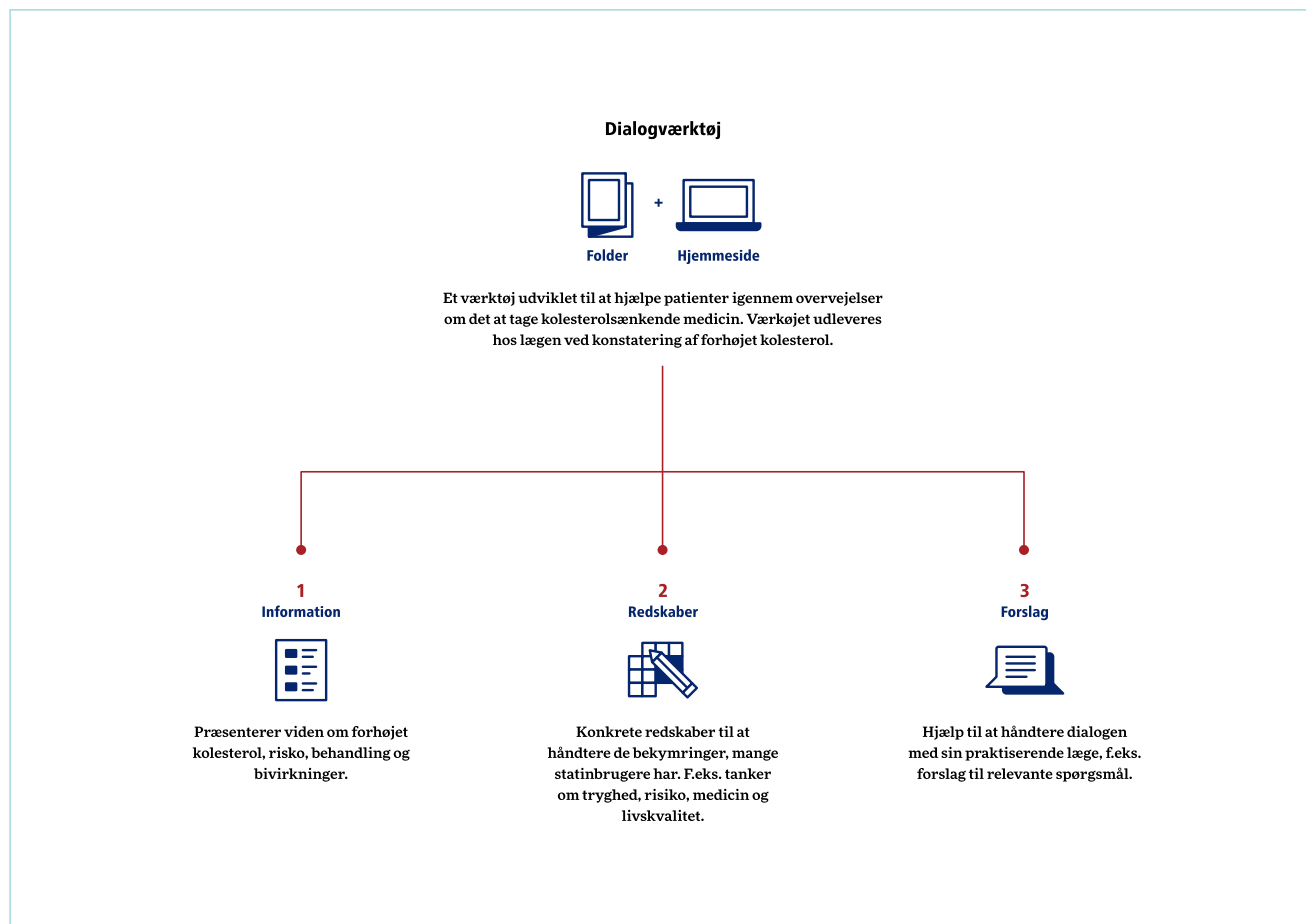 Dialogværktøj
+
Folder
Hjemmeside
Et værktøj udviklet til at hjælpe patienter igennem overvejelser
om det at tage kolesterolsænkende medicin. Værkøjet udleveres
hos lægen ved konstatering af forhøjet kolesterol.
1
Information
Præsenterer viden om forhøjet
kolesterol, risiko, behandling og
bivirkninger.
2
Redskaber
Konkrete redskaber til at
håndtere de bekymringer, mange
statinbrugere har. F.eks. tanker
om tryghed, risiko, medicin og
livskvalitet.
3
Forslag
Hjælp til at håndtere dialogen
med sin praktiserende læge, f.eks.
forslag til relevante spørgsmål.